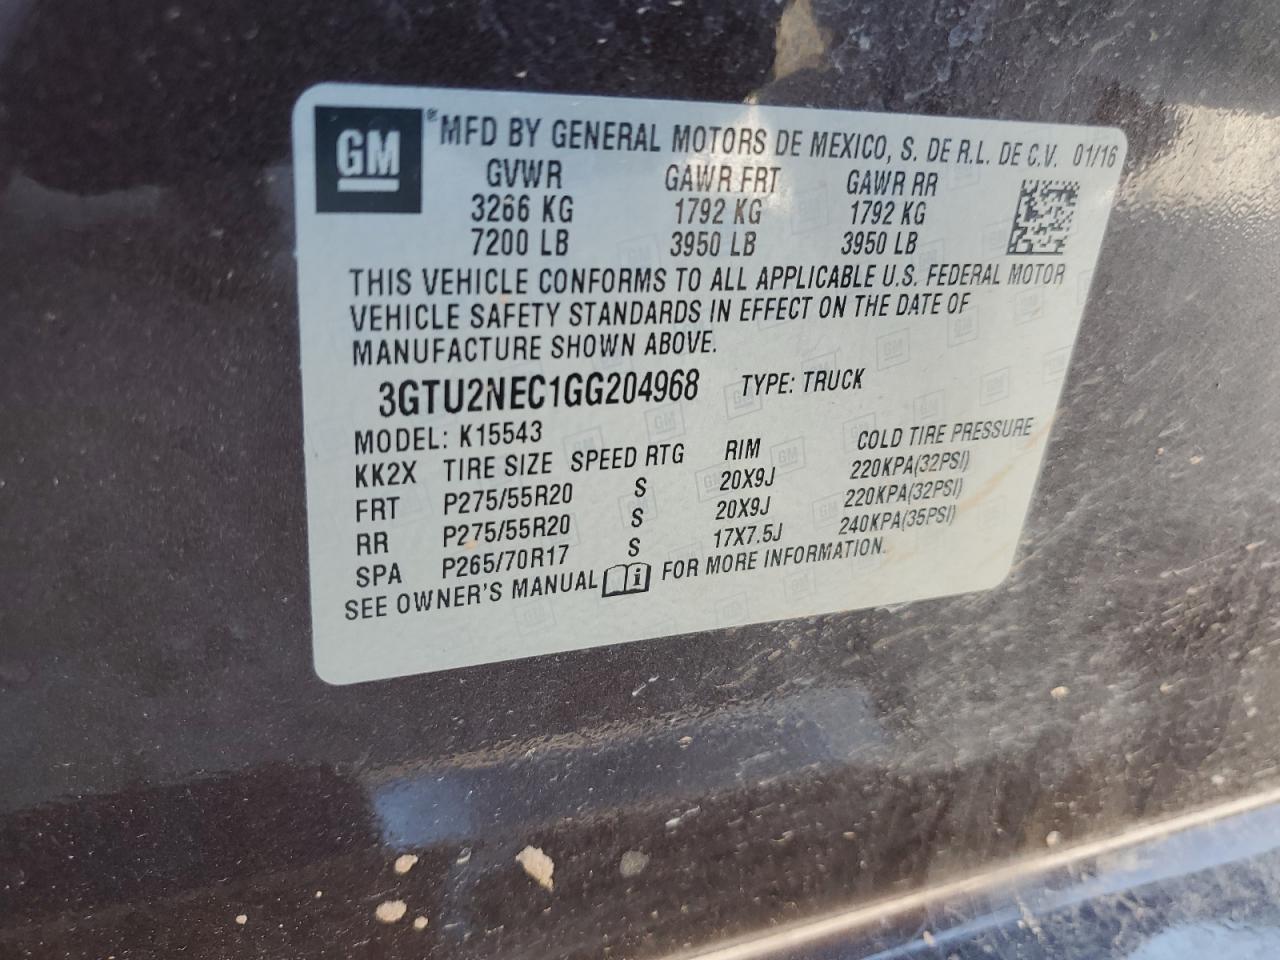 GM ® MFD BY GENERAL MOTORS DE MEXICO, S. DE R.L. DE C.V. 01/16
GVWR GAWR FRT GAWR RR
3266 KG 1792 KG 1792 KG
7200 LB 3950 LB 3950 LB
THIS VEHICLE CONFORMS TO ALL APPLICABLE U.S. FEDERAL MOTOR
VEHICLE SAFETY STANDARDS IN EFFECT ON THE DATE OF
MANUFACTURE SHOWN ABOVE.
3GTU2NEC1GG204968 TYPE: TRUCK
MODEL: K15543
KK2X TIRE SIZE SPEED RTG RIM COLD TIRE PRESSURE
FRT P275/55R20 S 20X9J 220KPA(32PSI)
RR P275/55R20 S 20X9J 220KPA(32PSI)
SPA P265/70R17 S 17X7.5J 240KPA(35PSI)
SEE OWNER'S MANUAL FOR MORE INFORMATION.